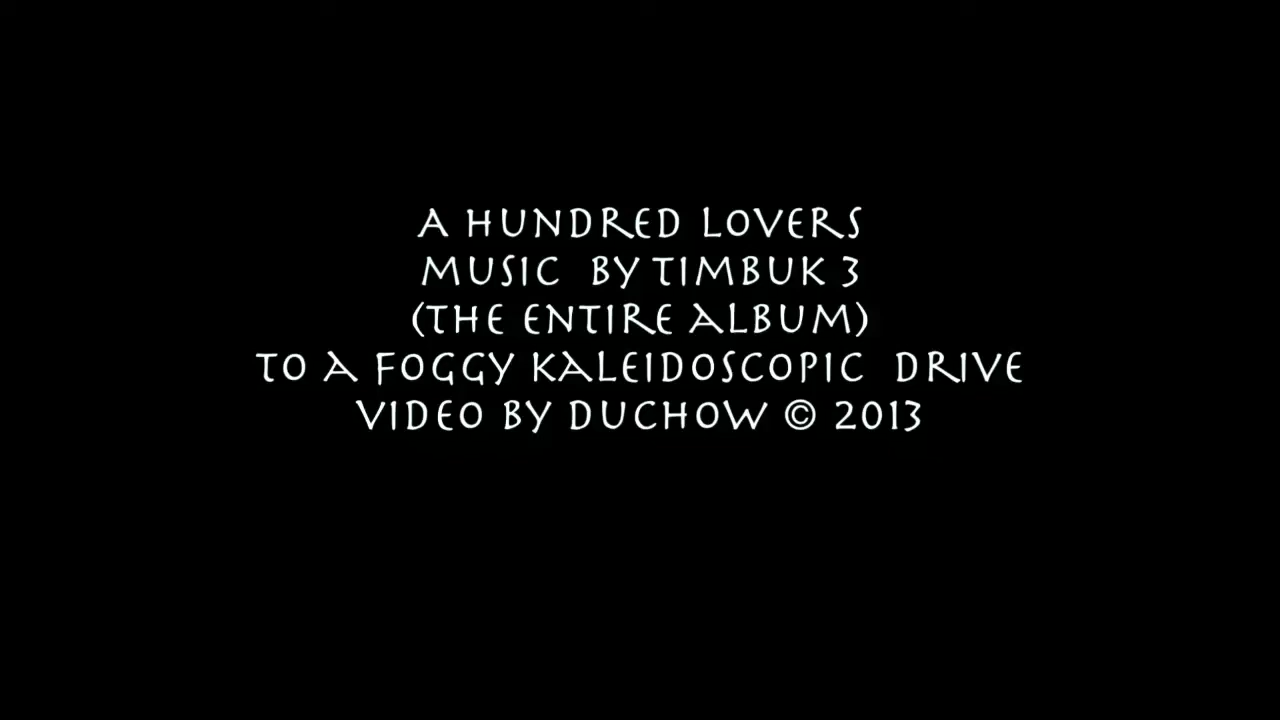 A HUNDRED LOVERS
MUSIC BY TIMBUK 3
(THE ENTIRE ALBUM)
TO A FOGGY KALEIDOSCOPIC DRIVE
VIDEO BY DUCHOW © 2013